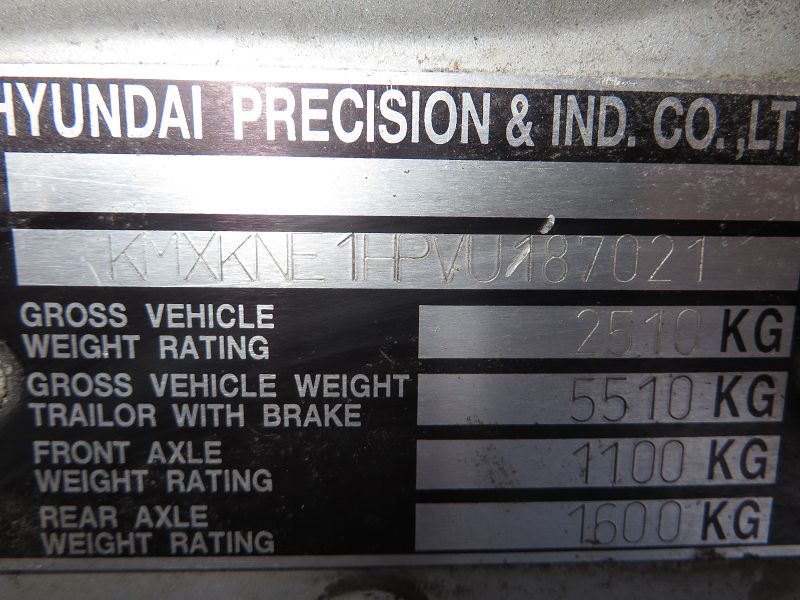 HYUNDAI PRECISION & IND. CO.,LT
KMXKNE1HPVU187021
GROSS VEHICLE
WEIGHT RATING
2510 KG
GROSS VEHICLE WEIGHT
TRAILOR WITH BRAKE
5510 KG
FRONT AXLE
WEIGHT RATING
1100 KG
REAR AXLE
WEIGHT RATING
1600 KG